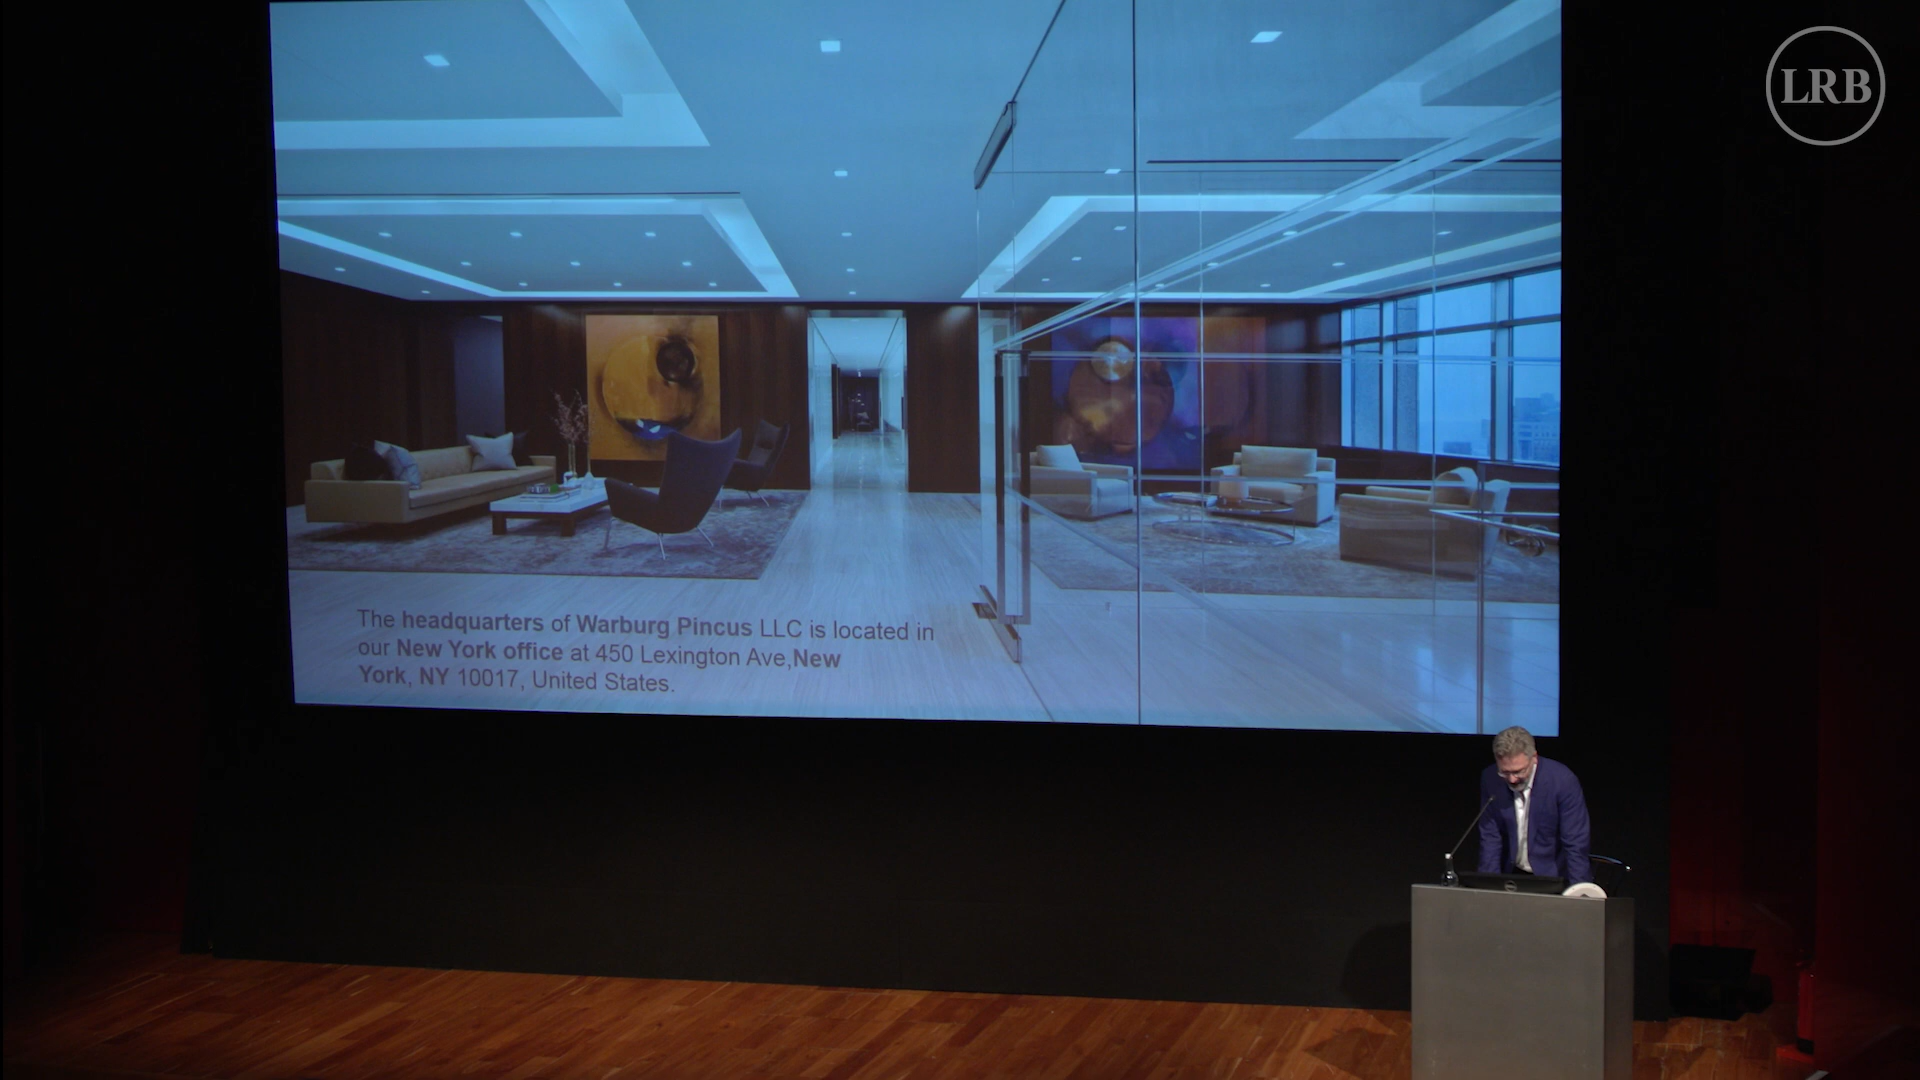 LRB
The headquarters of Warburg Pincus LLC is located in
our New York office at 450 Lexington Ave,New
York, NY 10017, United States.